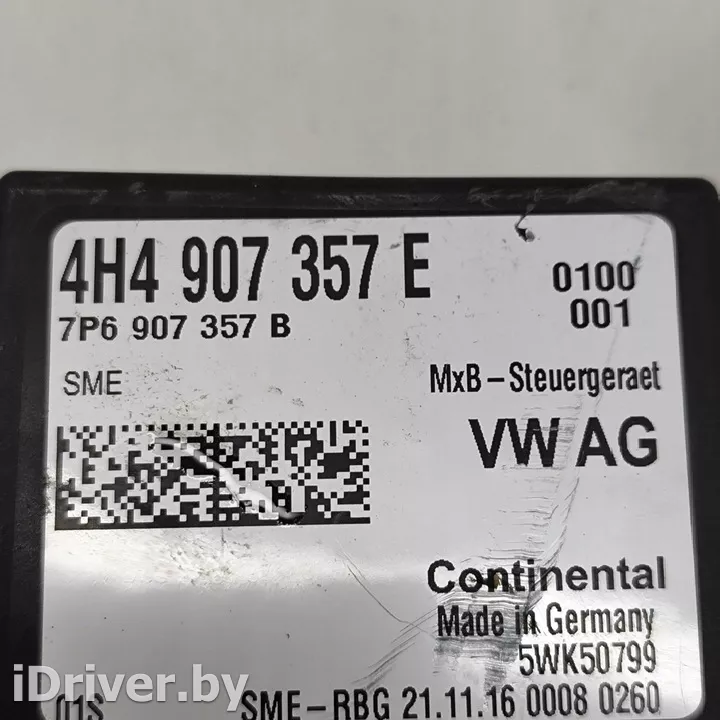 4H4 907 357 E
0100
001
7P6 907 357 B
SME
MxB-Steuergeraet
VW AG
Continental
Made in Germany
5WK50799
01S
SME-RBG 21.11.16 0008 0260
iDriver.by